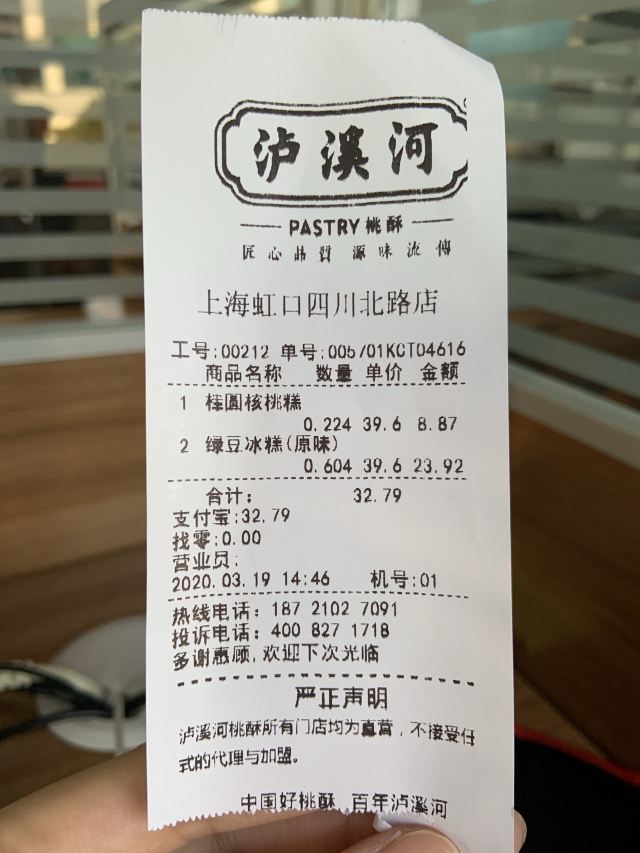 泸溪河
PASTRY 桃酥
匠心品質 源味流傳
上海虹口四川北路店
工号:00212 单号:005701KCT04616
商品名称 数量 单价 金额
1 桂圆核桃糕
0.224 39.6 8.87
2 绿豆冰糕(原味)
0.604 39.6 23.92
合计: 32.79
支付宝:32.79
找零:0.00
营业员:
2020.03.19 14:46 机号:01
热线电话: 187 2102 7091
投诉电话: 400 827 1718
多谢惠顾,欢迎下次光临
严正声明
泸溪河桃酥所有门店均为直营，不接受任
式的代理与加盟。
中国好桃酥 百年泸溪河